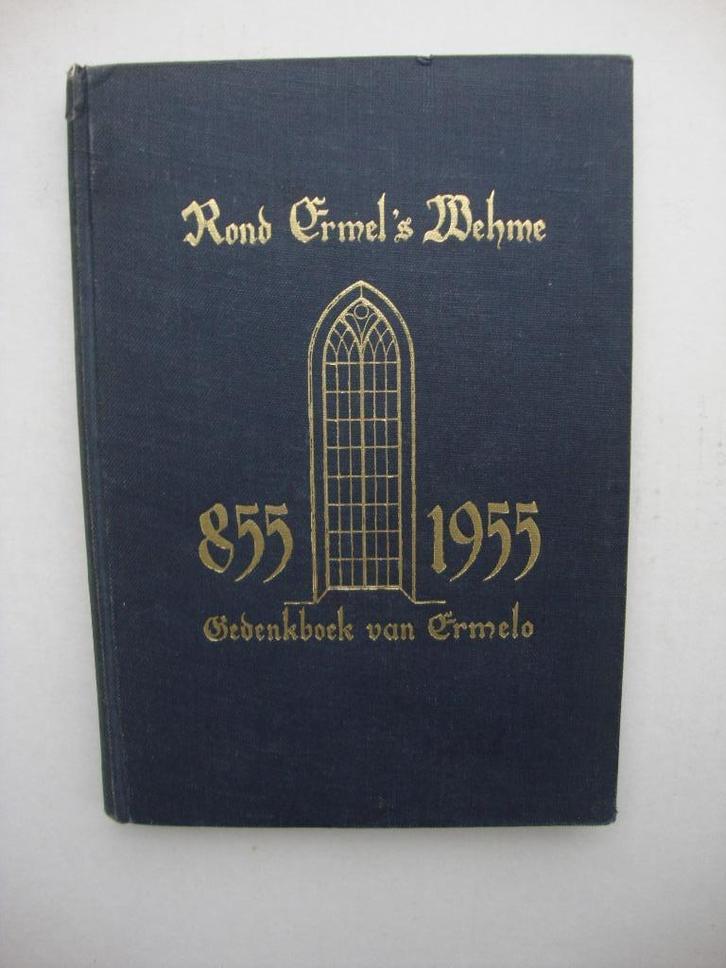 Rond Ermel's Wehme
855 1955
Gedenkboek van Ermelo